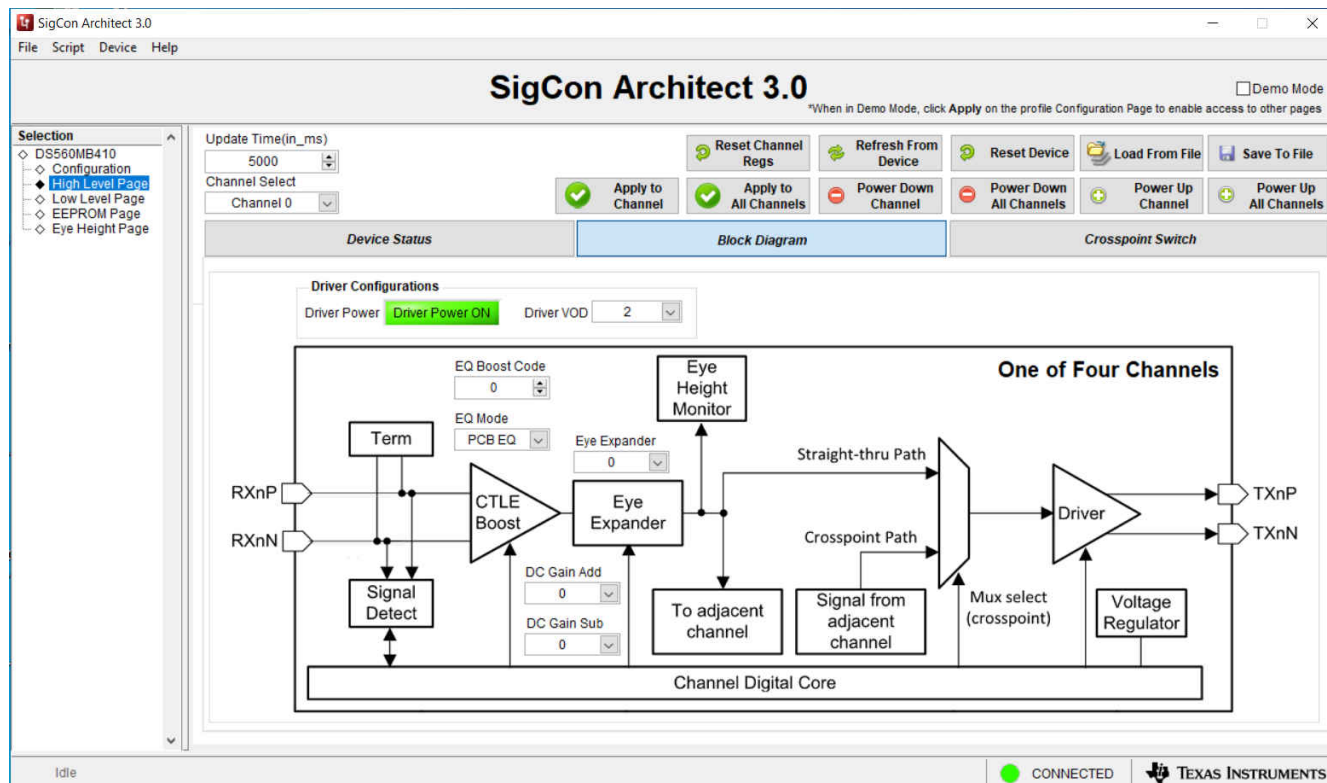 SigCon Architect 3.0
File Script Device Help
SigCon Architect 3.0
Demo Mode
*When in Demo Mode, click Apply on the profile Configuration Page to enable access to other pages
Selection
DS560MB410
Configuration
High Level Page
Low Level Page
EEPROM Page
Eye Height Page
Update Time(in_ms)
5000
Channel Select
Channel 0
Reset Channel
Regs
Refresh From
Device
Reset Device
Load From File
Save To File
Apply to
Channel
Apply to
All Channels
Power Down
Channel
Power Down
All Channels
Power Up
Channel
Power Up
All Channels
Device Status
Block Diagram
Crosspoint Switch
Driver Configurations
Driver Power
Driver Power ON
Driver VOD
2
One of Four Channels
EQ Boost Code
0
EQ Mode
PCB EQ
Eye Expander
0
Eye
Height
Monitor
Term
RXnP
RXnN
CTLE
Boost
Eye
Expander
Straight-thru Path
Crosspoint Path
Driver
TXnP
TXnN
Signal
Detect
DC Gain Add
0
DC Gain Sub
0
To adjacent
channel
Signal from
adjacent
channel
Mux select
(crosspoint)
Voltage
Regulator
Channel Digital Core
Idle
CONNECTED
TEXAS INSTRUMENTS